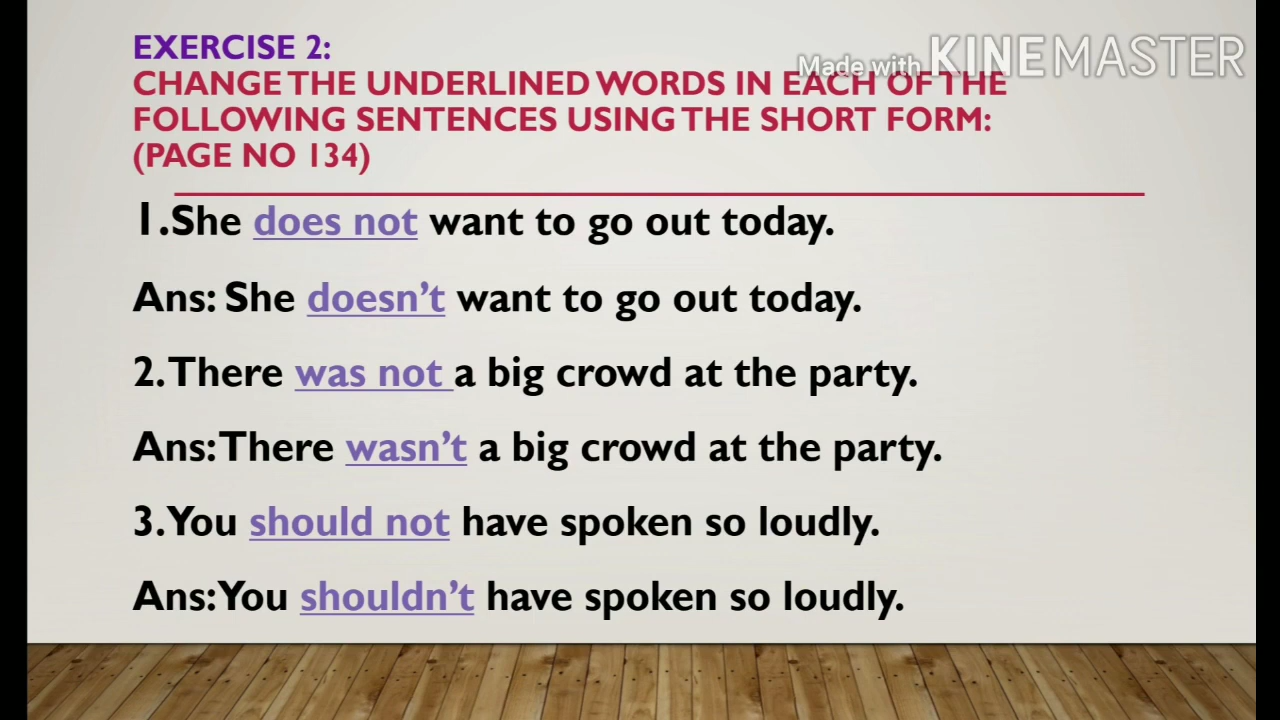 EXERCISE 2:
Made with KINEMASTER
CHANGE THE UNDERLINED WORDS IN EACH OF THE
FOLLOWING SENTENCES USING THE SHORT FORM:
(PAGE NO 134)
1.She does not want to go out today.
Ans: She doesn’t want to go out today.
2.There was not a big crowd at the party.
Ans:There wasn’t a big crowd at the party.
3.You should not have spoken so loudly.
Ans:You shouldn’t have spoken so loudly.